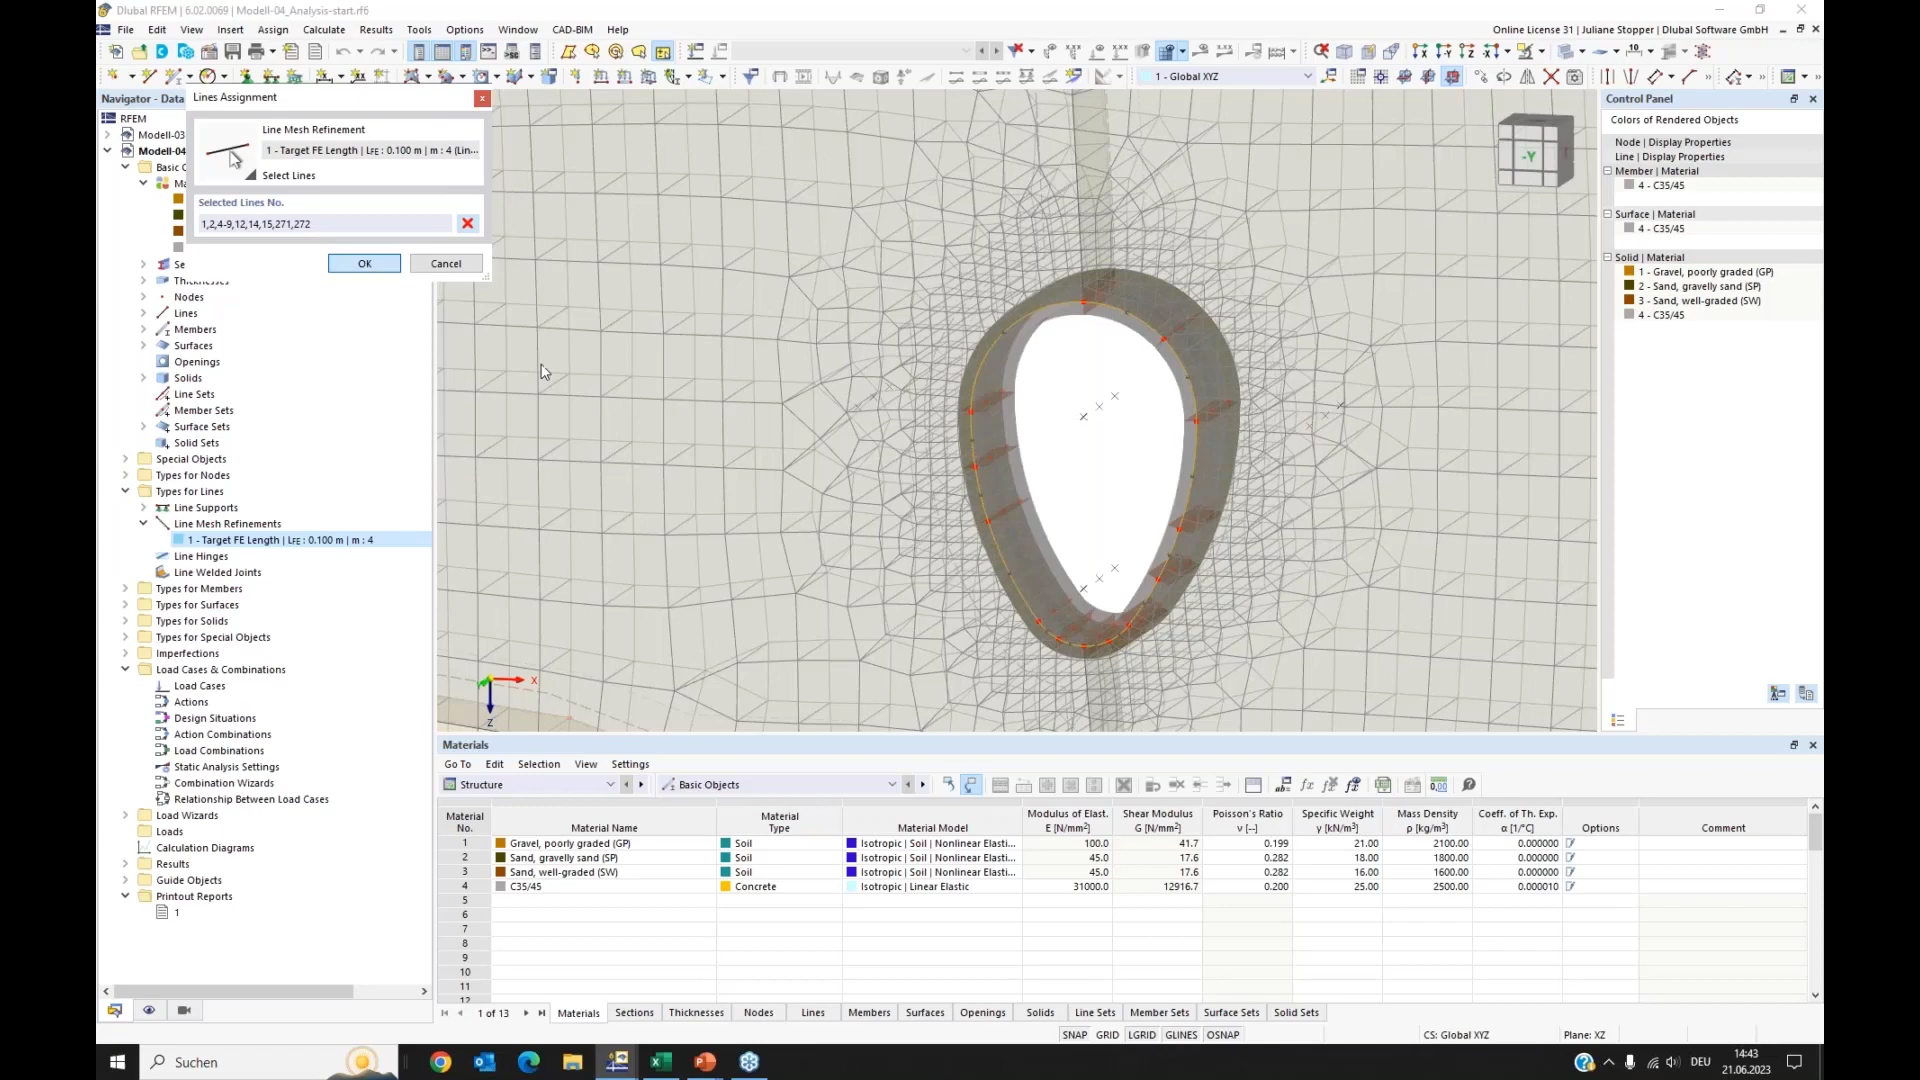 Dlubal RFEM | 6.02.0069 | Modell-04_Analysis-start.rf6
File Edit View Insert Assign Calculate Results Tools Options Window CAD-BIM Help
Online License 31 | Juliane Stopper | Dlubal Software GmbH
1 - Global XYZ
Navigator - Data
RFEM
Modell-03
Modell-04
Basic O
Ma
Se
Thicknesses
Nodes
Lines
Members
Surfaces
Openings
Solids
Line Sets
Member Sets
Surface Sets
Solid Sets
Special Objects
Types for Nodes
Types for Lines
Line Supports
Line Mesh Refinements
1 - Target FE Length | LFE : 0.100 m | m : 4
Line Hinges
Line Welded Joints
Types for Members
Types for Surfaces
Types for Solids
Types for Special Objects
Imperfections
Load Cases & Combinations
Load Cases
Actions
Design Situations
Action Combinations
Load Combinations
Static Analysis Settings
Combination Wizards
Relationship Between Load Cases
Load Wizards
Loads
Calculation Diagrams
Results
Guide Objects
Printout Reports
1
Lines Assignment
Line Mesh Refinement
1 - Target FE Length | LFE : 0.100 m | m : 4 (Lin...
Select Lines
Selected Lines No.
1,2,4-9,12,14,15,271,272
OK Cancel
-Y
X
Z
Control Panel
Colors of Rendered Objects
Node | Display Properties
Line | Display Properties
Member | Material
4 - C35/45
Surface | Material
4 - C35/45
Solid | Material
1 - Gravel, poorly graded (GP)
2 - Sand, gravelly sand (SP)
3 - Sand, well-graded (SW)
4 - C35/45
Materials
Go To Edit Selection View Settings
Structure Basic Objects
Material No. Material Name Material Type Material Model Modulus of Elast. E [N/mm²] Shear Modulus G [N/mm²] Poisson's Ratio ν [--] Specific Weight γ [kN/m³] Mass Density ρ [kg/m³] Coeff. of Th. Exp. α [1/°C] Options Comment
1 Gravel, poorly graded (GP) Soil Isotropic | Soil | Nonlinear Elasti... 100.0 41.7 0.199 21.00 2100.00 0.000000
2 Sand, gravelly sand (SP) Soil Isotropic | Soil | Nonlinear Elasti... 45.0 17.6 0.282 18.00 1800.00 0.000000
3 Sand, well-graded (SW) Soil Isotropic | Soil | Nonlinear Elasti... 45.0 17.6 0.282 16.00 1600.00 0.000000
4 C35/45 Concrete Isotropic | Linear Elastic 31000.0 12916.7 0.200 25.00 2500.00 0.000010
5
6
7
8
9
10
11
12
1 of 13 Materials Sections Thicknesses Nodes Lines Members Surfaces Openings Solids Line Sets Member Sets Surface Sets Solid Sets
SNAP GRID LGRID GLINES OSNAP CS: Global XYZ Plane: XZ
Suchen
DEU
14:43
21.06.2023